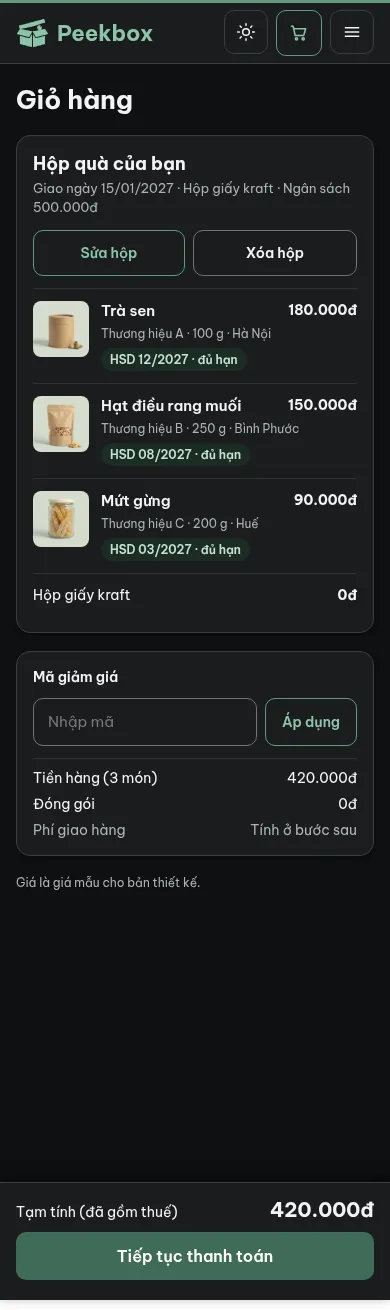 Peekbox
Giỏ hàng
Hộp quà của bạn
Giao ngày 15/01/2027 · Hộp giấy kraft · Ngân sách
500.000đ
Sửa hộp
Xóa hộp
Trà sen
180.000đ
Thương hiệu A · 100 g · Hà Nội
HSD 12/2027 · đủ hạn
Hạt điều rang muối
150.000đ
Thương hiệu B · 250 g · Bình Phước
HSD 08/2027 · đủ hạn
Mứt gừng
90.000đ
Thương hiệu C · 200 g · Huế
HSD 03/2027 · đủ hạn
Hộp giấy kraft
0đ
Mã giảm giá
Nhập mã
Áp dụng
Tiền hàng (3 món)
420.000đ
Đóng gói
0đ
Phí giao hàng
Tính ở bước sau
Giá là giá mẫu cho bản thiết kế.
Tạm tính (đã gồm thuế)
420.000đ
Tiếp tục thanh toán